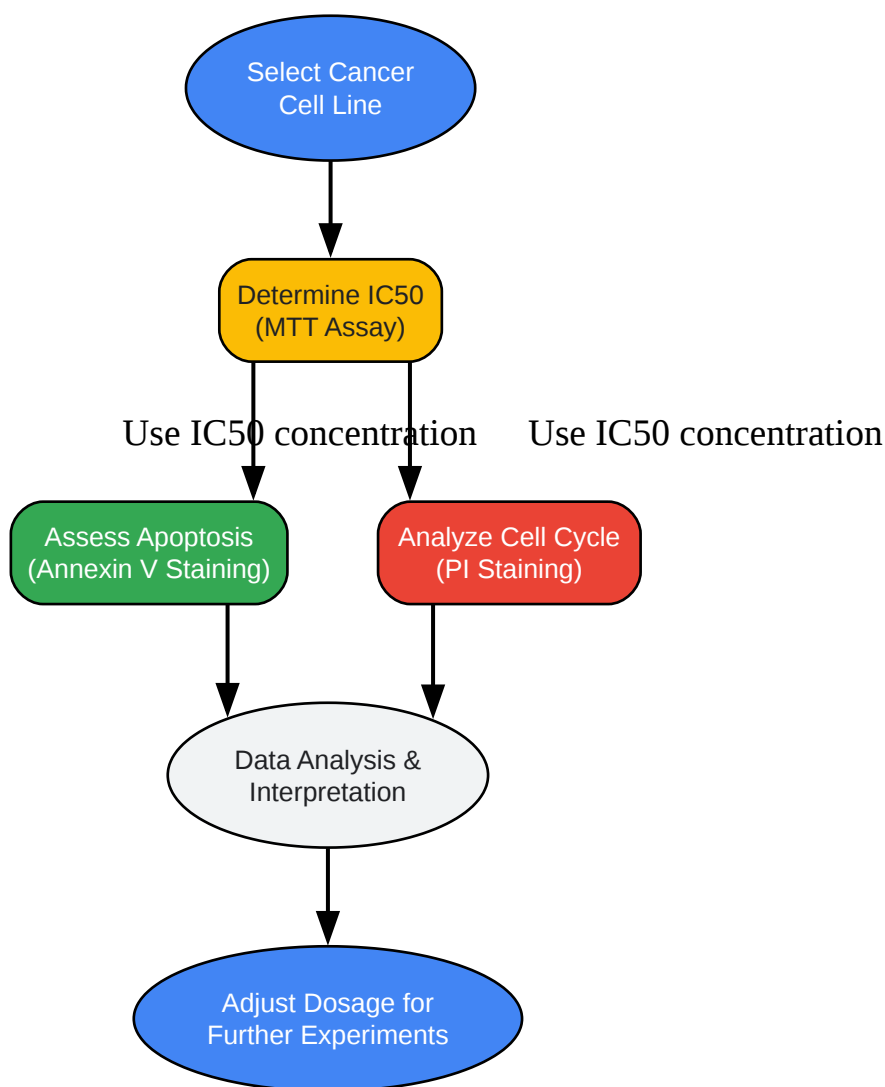 Select Cancer
Cell Line
Determine IC50
(MTT Assay)
Use IC50 concentration
Use IC50 concentration
Assess Apoptosis
(Annexin V Staining)
Analyze Cell Cycle
(PI Staining)
Data Analysis &
Interpretation
Adjust Dosage for
Further Experiments